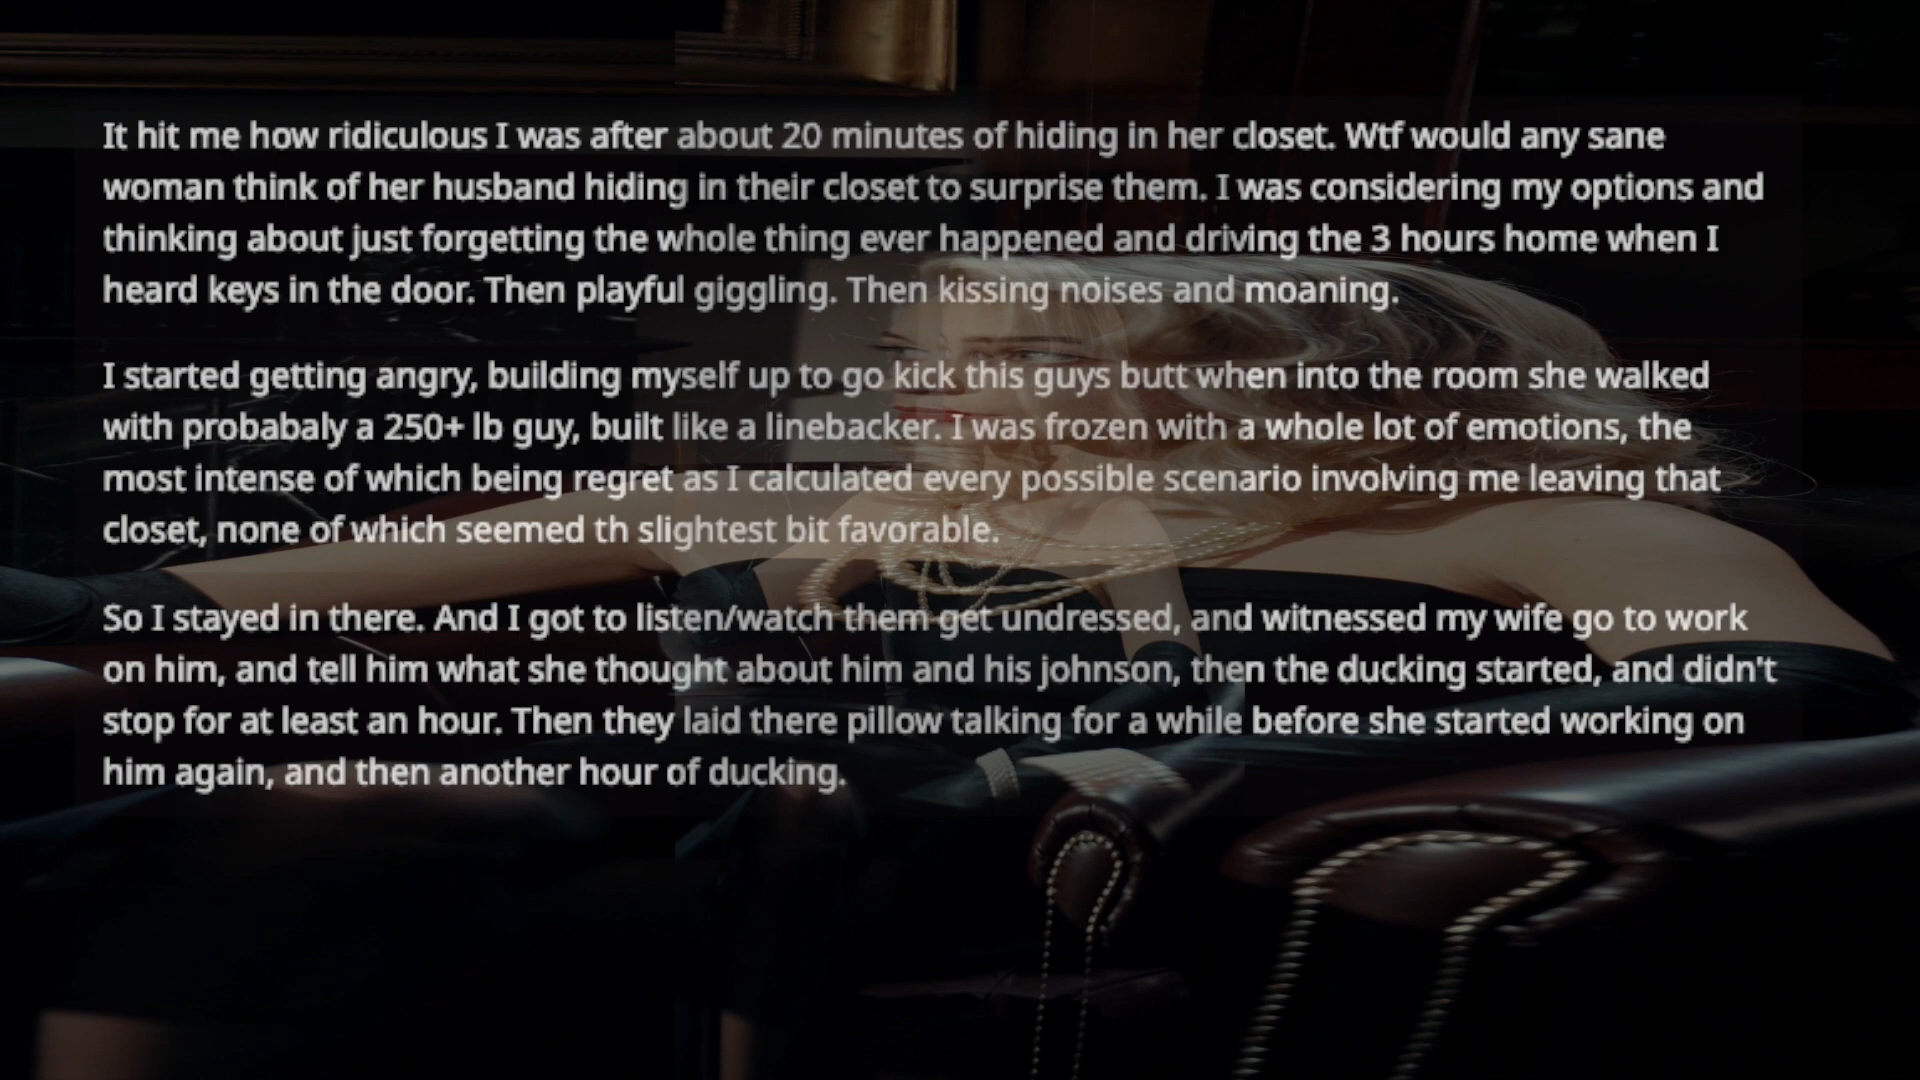 It hit me how ridiculous I was after about 20 minutes of hiding in her closet. Wtf would any sane
woman think of her husband hiding in their closet to surprise them. I was considering my options and
thinking about just forgetting the whole thing ever happened and driving the 3 hours home when I
heard keys in the door. Then playful giggling. Then kissing noises and moaning.
I started getting angry, building myself up to go kick this guys butt when into the room she walked
with probabaly a 250+ lb guy, built like a linebacker. I was frozen with a whole lot of emotions, the
most intense of which being regret as I calculated every possible scenario involving me leaving that
closet, none of which seemed th slightest bit favorable.
So I stayed in there. And I got to listen/watch them get undressed, and witnessed my wife go to work
on him, and tell him what she thought about him and his johnson, then the ducking started, and didn't
stop for at least an hour. Then they laid there pillow talking for a while before she started working on
him again, and then another hour of ducking.